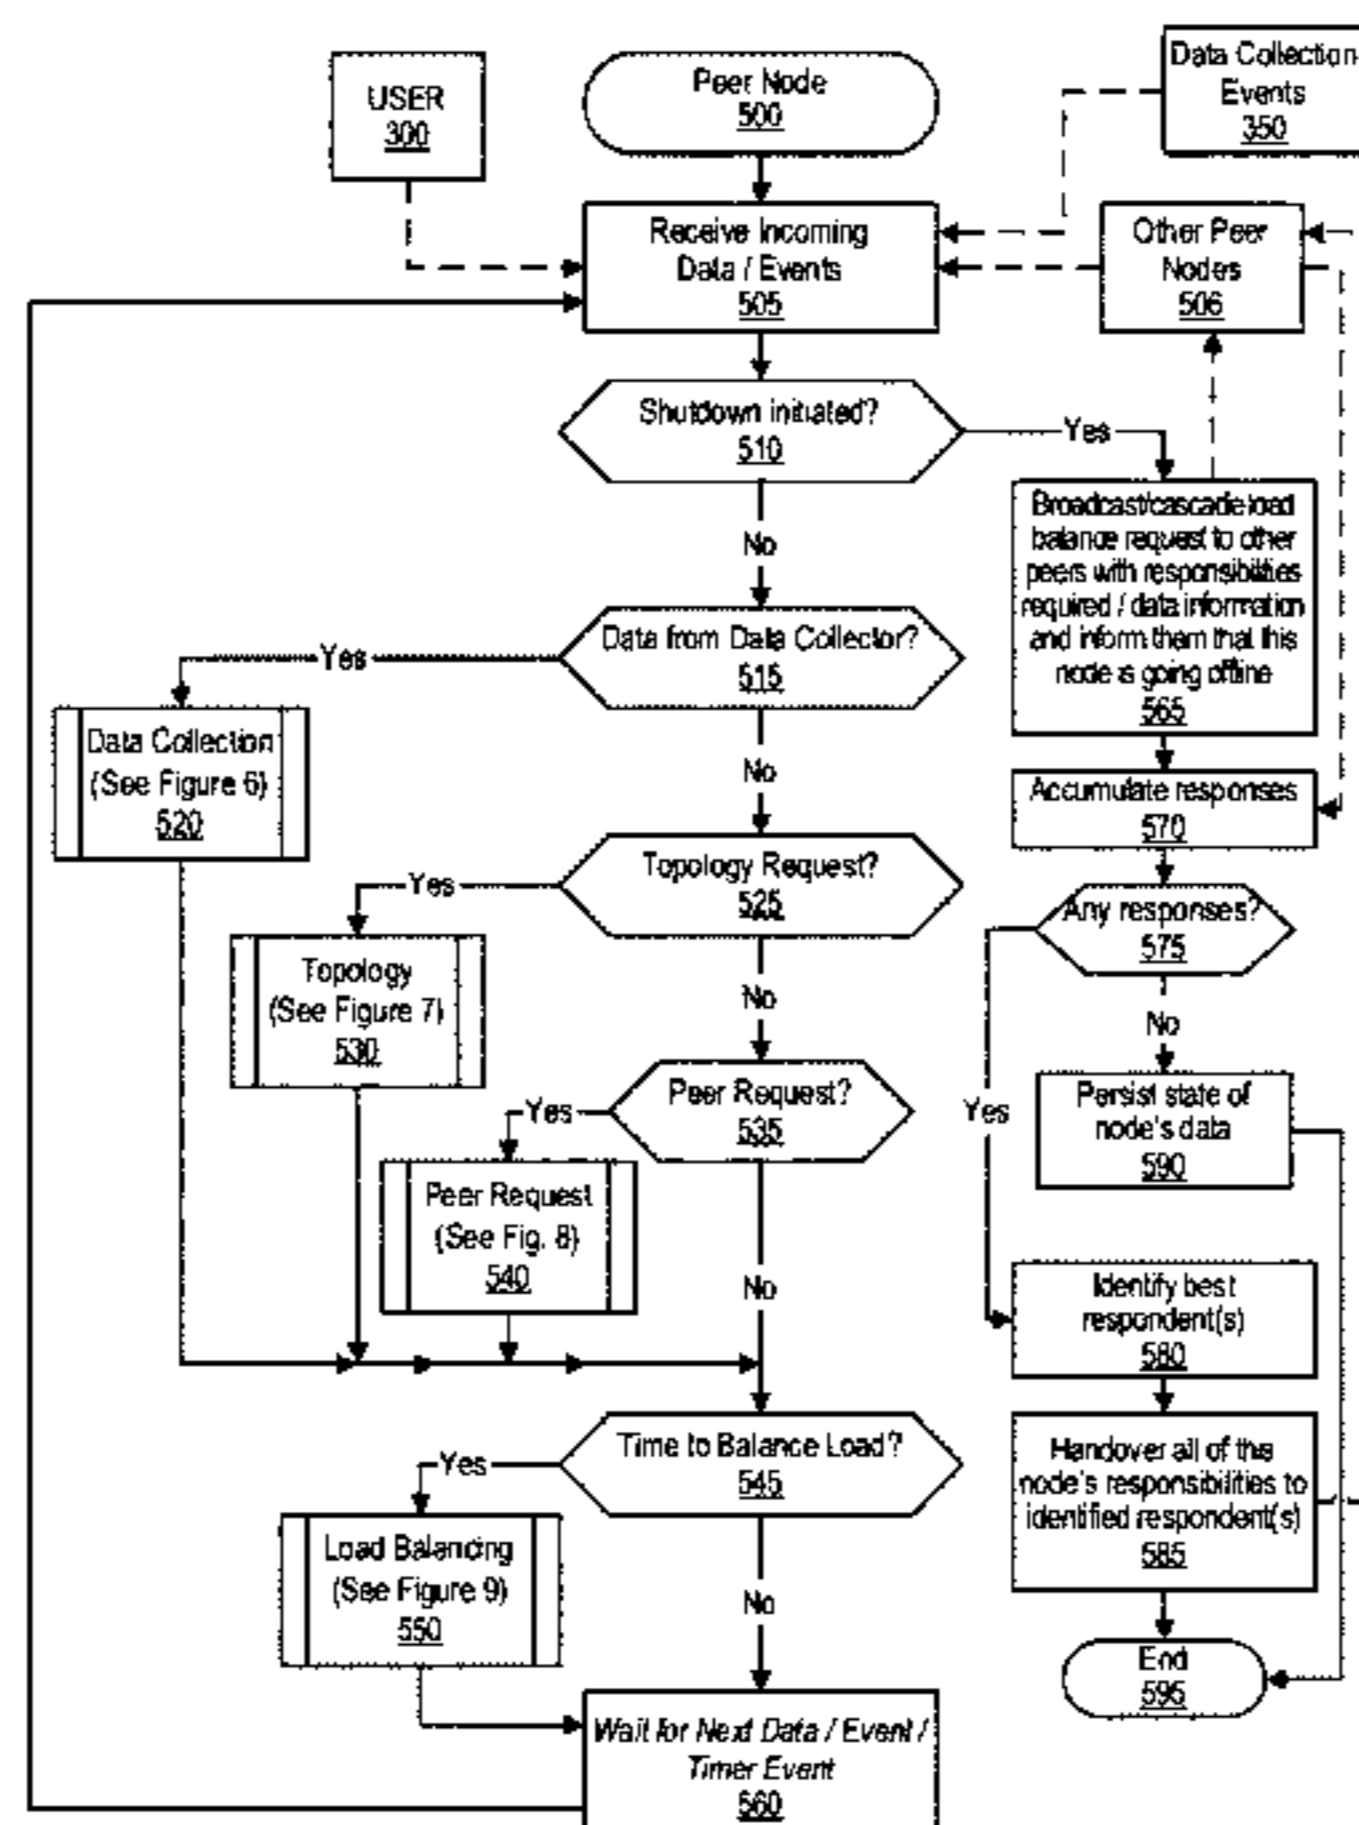 USER
300
Peer Node
500
Data Collection
Events
350
Receive Incoming
Data / Events
505
Other Peer
Nodes
506
Shutdown initiated?
510
Yes
No
Broadcast/cascade load
balance request to other
peers with responsibilities
required / data information
and inform them that this
node is going offline
565
Data from Data Collector?
515
Yes
No
Data Collection
(See Figure 6)
520
Accumulate responses
570
Topology Request?
525
Yes
No
Any responses?
575
No
Yes
Topology
(See Figure 7)
530
Peer Request?
535
Yes
No
Persist state of
node's data
590
Peer Request
(See Fig. 8)
540
Identify best
respondent(s)
580
Time to Balance Load?
545
Yes
No
Handover all of this
node's responsibilities to
identified respondent(s)
585
Load Balancing
(See Figure 9)
550
End
595
Wait for Next Data / Event /
Timer Event
560